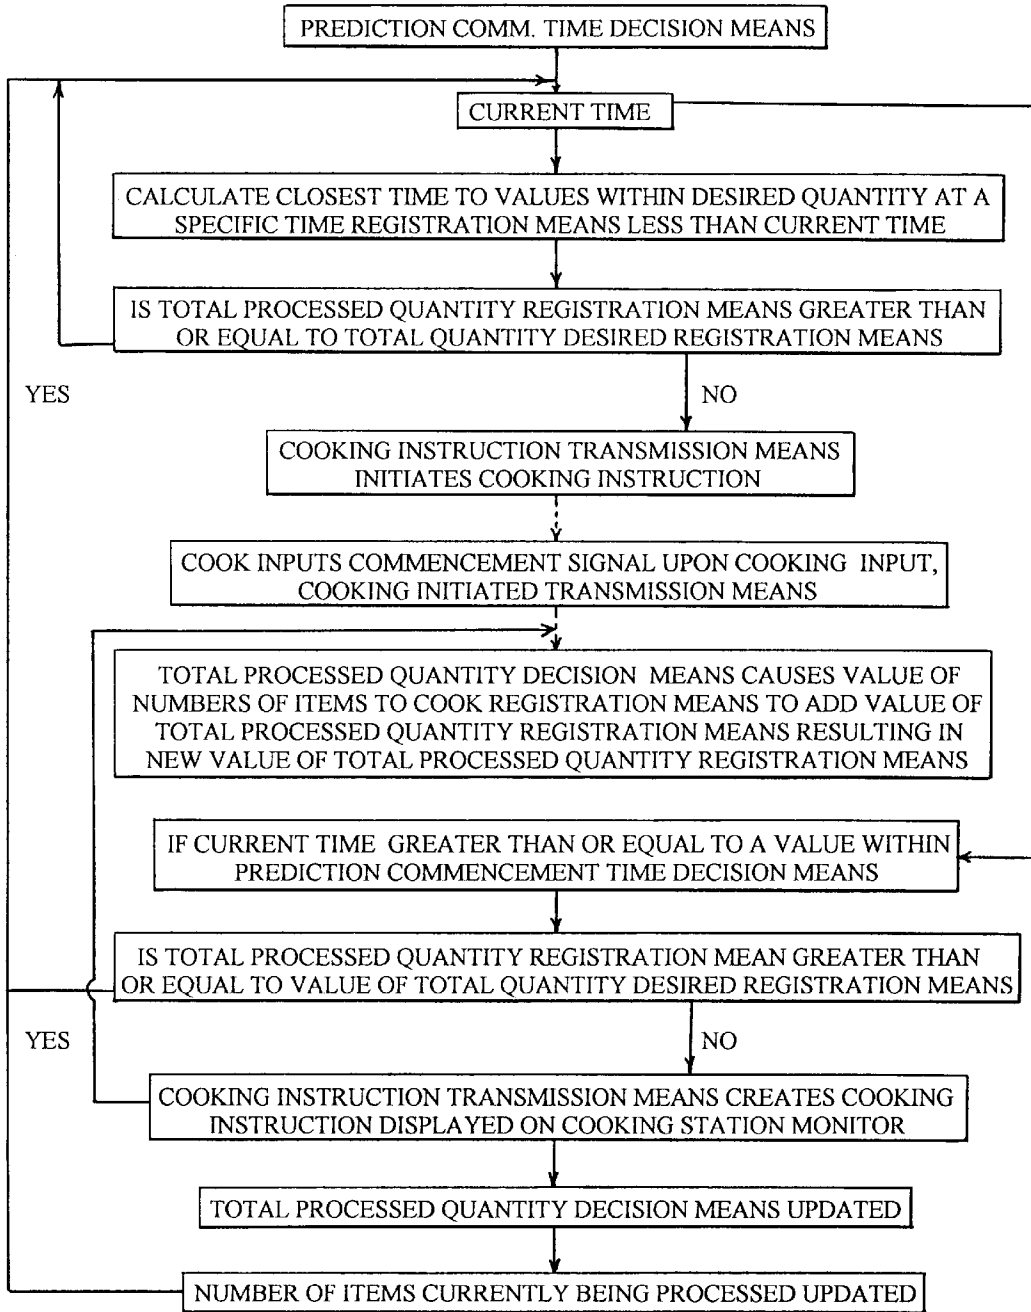 PREDICTION COMM. TIME DECISION MEANS
CURRENT TIME
CALCULATE CLOSEST TIME TO VALUES WITHIN DESIRED QUANTITY AT A
SPECIFIC TIME REGISTRATION MEANS LESS THAN CURRENT TIME
IS TOTAL PROCESSED QUANTITY REGISTRATION MEANS GREATER THAN
OR EQUAL TO TOTAL QUANTITY DESIRED REGISTRATION MEANS
YES
NO
COOKING INSTRUCTION TRANSMISSION MEANS
INITIATES COOKING INSTRUCTION
COOK INPUTS COMMENCEMENT SIGNAL UPON COOKING INPUT,
COOKING INITIATED TRANSMISSION MEANS
TOTAL PROCESSED QUANTITY DECISION MEANS CAUSES VALUE OF
NUMBERS OF ITEMS TO COOK REGISTRATION MEANS TO ADD VALUE OF
TOTAL PROCESSED QUANTITY REGISTRATION MEANS RESULTING IN
NEW VALUE OF TOTAL PROCESSED QUANTITY REGISTRATION MEANS
IF CURRENT TIME GREATER THAN OR EQUAL TO A VALUE WITHIN
PREDICTION COMMENCEMENT TIME DECISION MEANS
IS TOTAL PROCESSED QUANTITY REGISTRATION MEAN GREATER THAN
OR EQUAL TO VALUE OF TOTAL QUANTITY DESIRED REGISTRATION MEANS
YES
NO
COOKING INSTRUCTION TRANSMISSION MEANS CREATES COOKING
INSTRUCTION DISPLAYED ON COOKING STATION MONITOR
TOTAL PROCESSED QUANTITY DECISION MEANS UPDATED
NUMBER OF ITEMS CURRENTLY BEING PROCESSED UPDATED